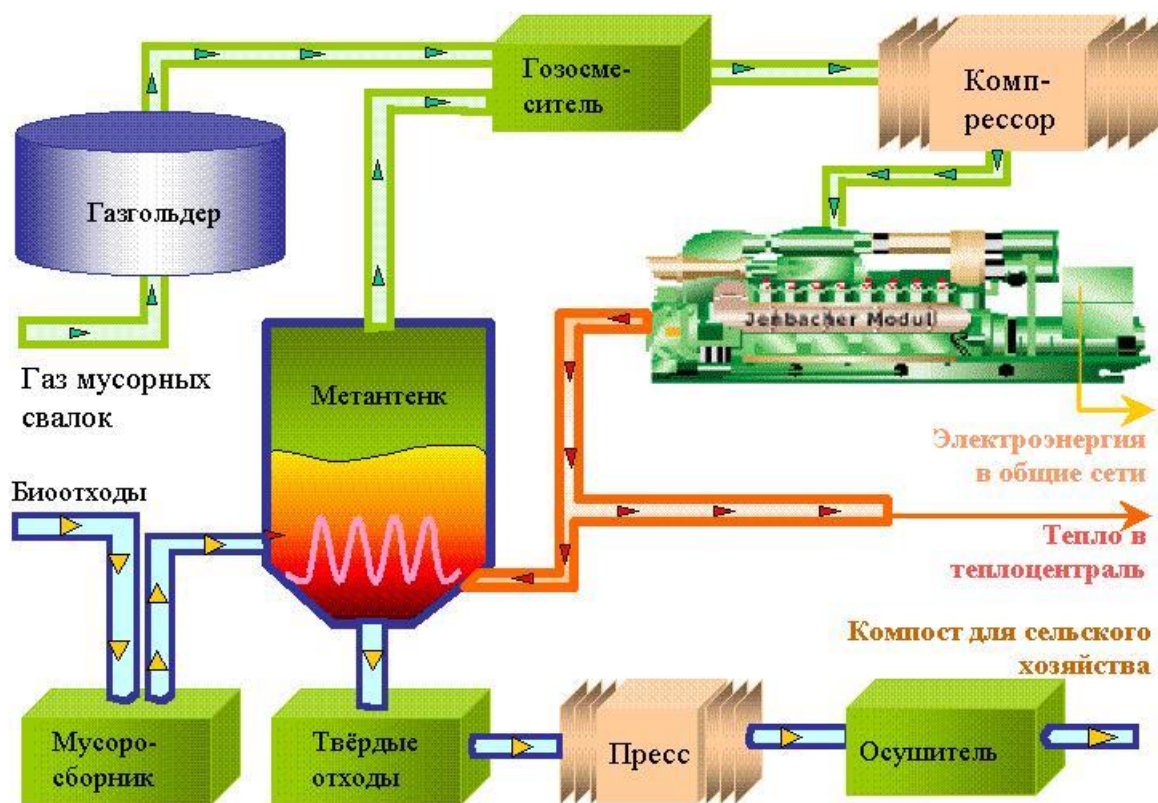 Гозосме-
ситель
Комп-
рессор
Газгольдер
Jenbacher Modul
Газ мусорных
свалок
Метантенк
Электроэнергия
в общие сети
Биоотходы
Тепло в
теплоцентраль
Компост для сельского
хозяйства
Мусоро-
сборник
Твёрдые
отходы
Пресс
Осушитель